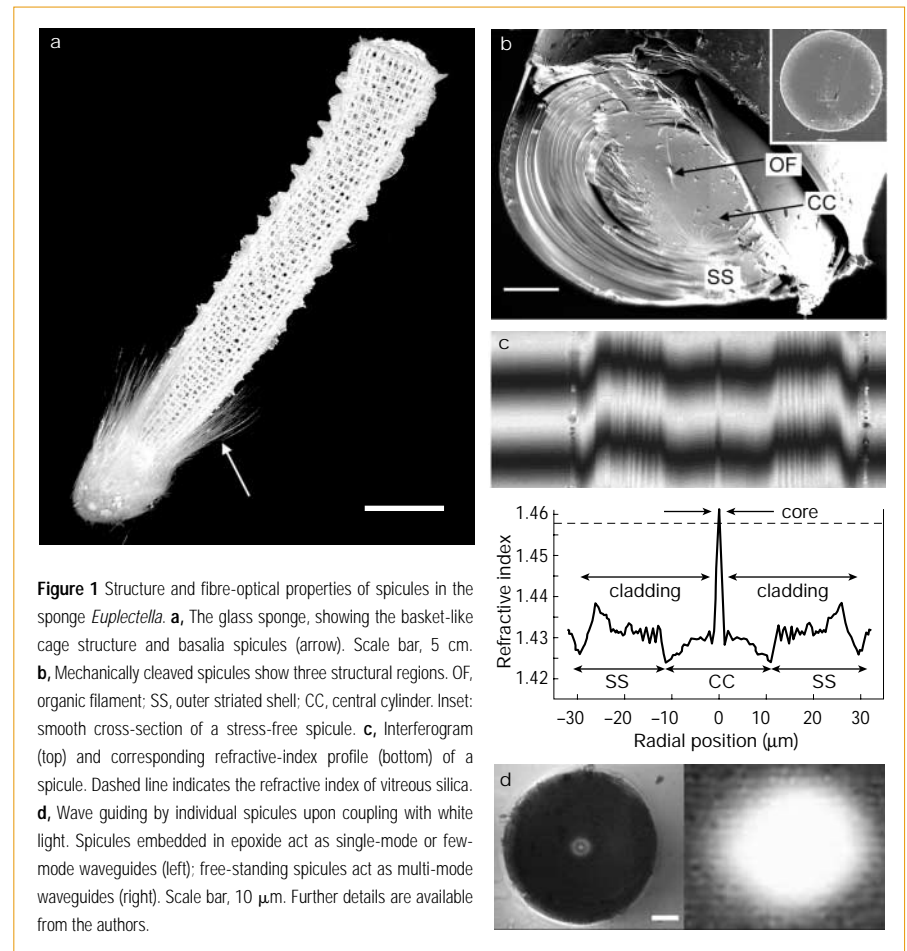 a
b
OF
CC
SS
c
1.46
1.45
1.44
1.43
1.42
Refractive index
core
cladding
cladding
SS
CC
SS
–30
–20
–10
0
10
20
30
Radial position (μm)
d
Figure 1 Structure and fibre-optical properties of spicules in the
sponge Euplectella. a, The glass sponge, showing the basket-like
cage structure and basalia spicules (arrow). Scale bar, 5 cm.
b, Mechanically cleaved spicules show three structural regions. OF,
organic filament; SS, outer striated shell; CC, central cylinder. Inset:
smooth cross-section of a stress-free spicule. c, Interferogram
(top) and corresponding refractive-index profile (bottom) of a
spicule. Dashed line indicates the refractive index of vitreous silica.
d, Wave guiding by individual spicules upon coupling with white
light. Spicules embedded in epoxide act as single-mode or few-
mode waveguides (left); free-standing spicules act as multi-mode
waveguides (right). Scale bar, 10 μm. Further details are available
from the authors.